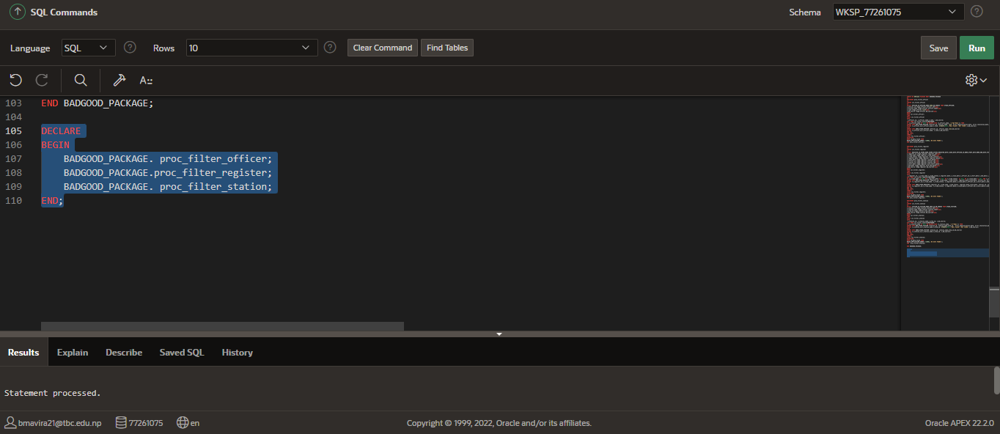 SQL Commands
Schema WKSP_77261075
Language SQL Rows 10 Clear Command Find Tables Save Run
A::
103 END BADGOOD_PACKAGE;
104
105 DECLARE
106 BEGIN
107 BADGOOD_PACKAGE. proc_filter_officer;
108 BADGOOD_PACKAGE.proc_filter_register;
109 BADGOOD_PACKAGE. proc_filter_station;
110 END;
Results Explain Describe Saved SQL History
Statement processed.
bmavira21@tbc.edu.np 77261075 en Copyright © 1999, 2022, Oracle and/or its affiliates. Oracle APEX 22.2.0